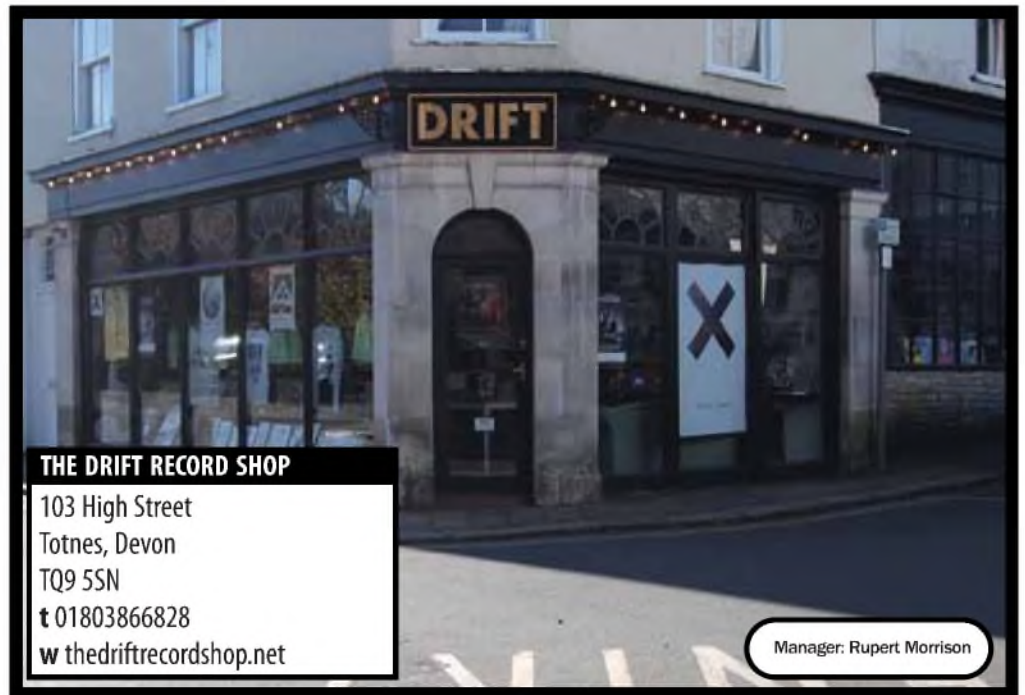 DRIFT
X
THE DRIFT RECORD SHOP
103 High Street
Totnes, Devon
TQ9 5SN
t 01803866828
w thedriftrecordshop.net
Manager: Rupert Morrison